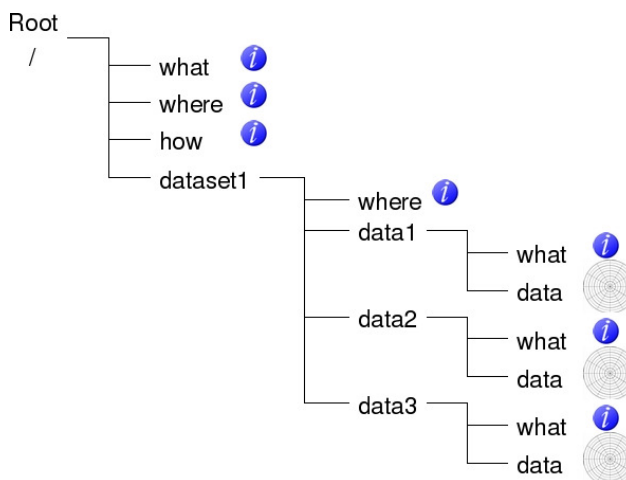 Root
/
what i
where i
how i
dataset1
where i
data1
what i
data
data2
what i
data
data3
what i
data